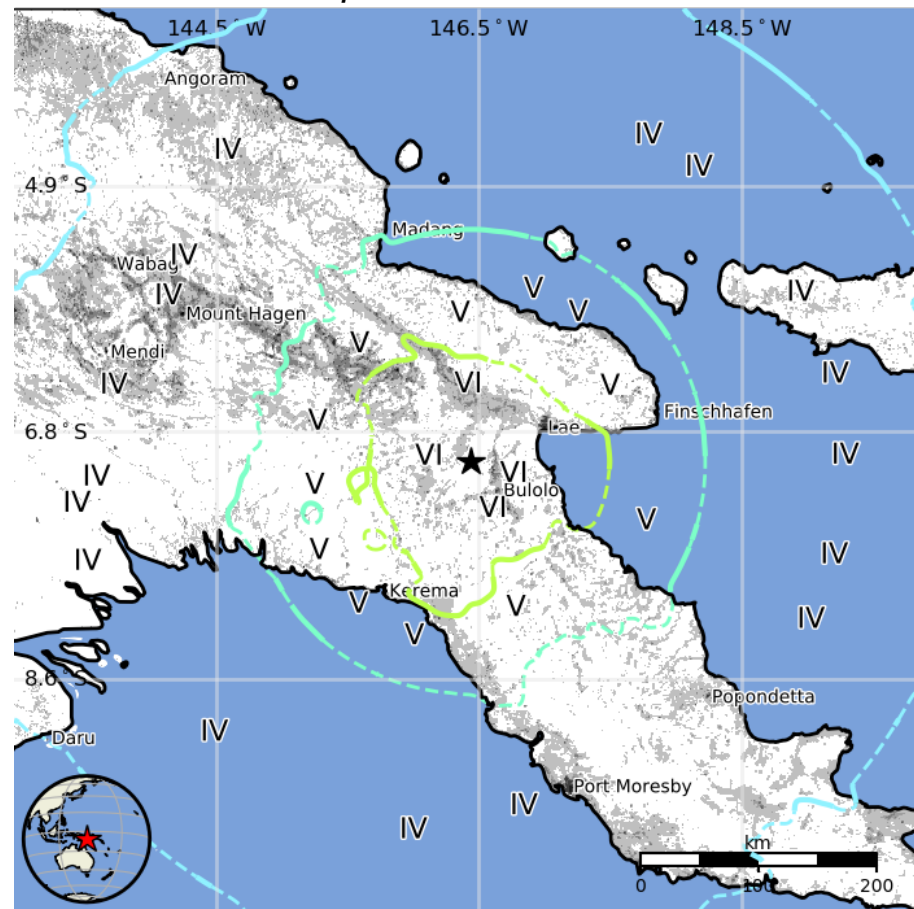 144.5°W 146.5°W 148.5°W
Angoram
IV
IV
IV
4.9°S
Madang
Wabag IV
IV
V
IV
Mount Hagen
V
V
V
Mendi
IV
VI
V
IV
V
Finschhafen
6.8°S
Lae
VI
VI
IV
IV
V
Bulolo
IV
VI
V
V
IV
IV
Kerema
V
V
IV
V
8.6°S
Popondetta
IV
Daru
Port Moresby
IV
IV
km
0 100 200